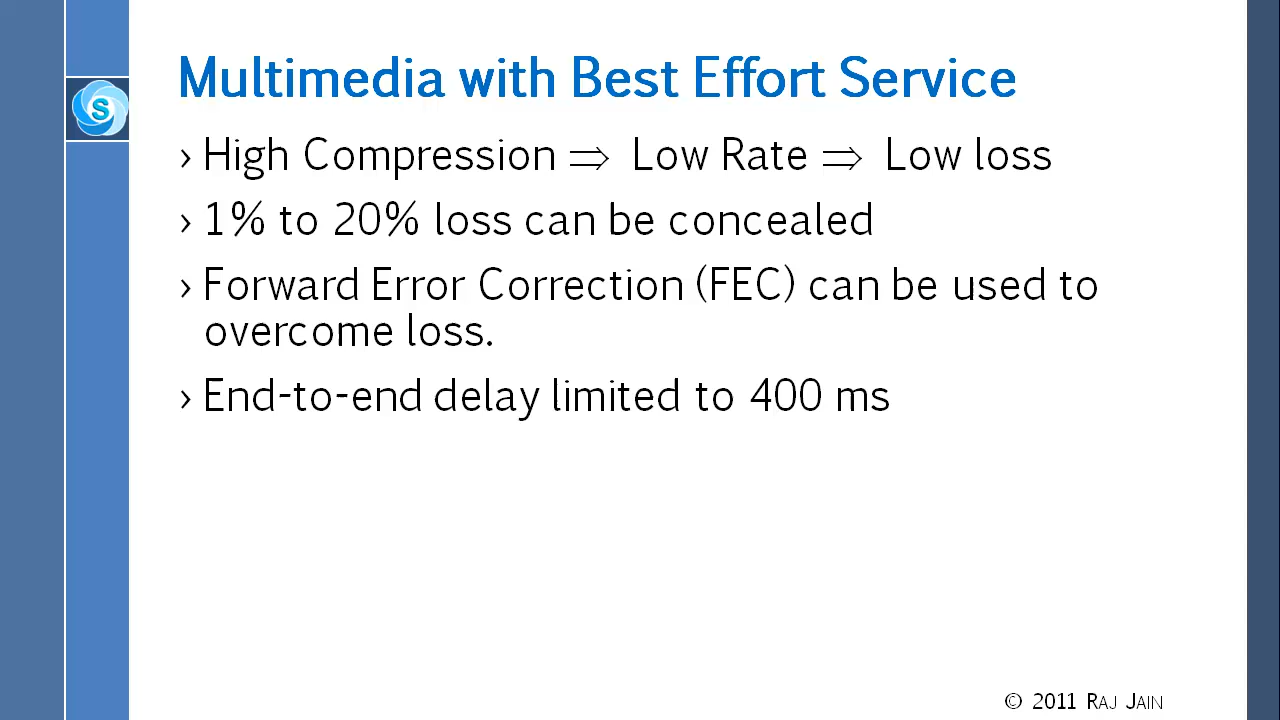 Multimedia with Best Effort Service
S
› High Compression ⇒ Low Rate ⇒ Low loss
› 1% to 20% loss can be concealed
› Forward Error Correction (FEC) can be used to
overcome loss.
› End-to-end delay limited to 400 ms
© 2011 RAJ JAIN